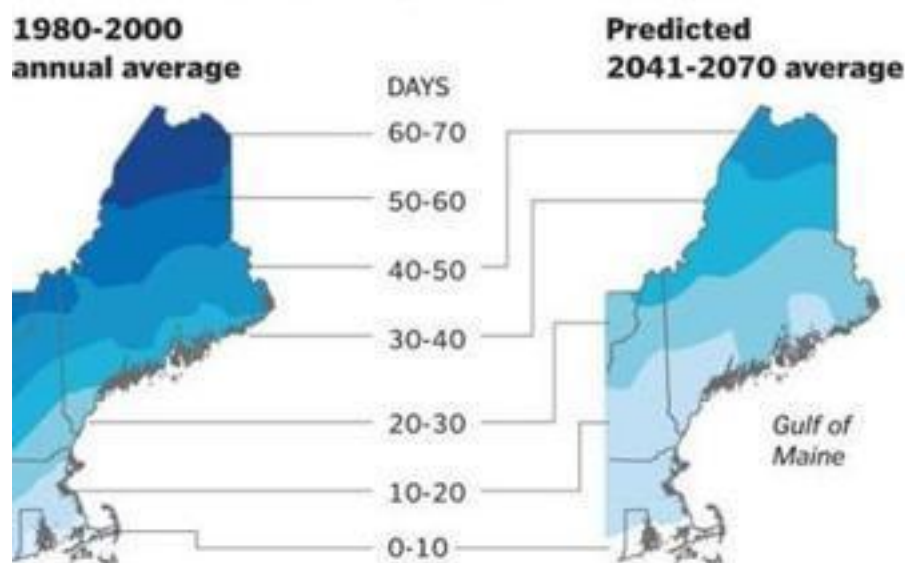 1980-2000
annual average
Predicted
2041-2070 average
DAYS
60-70
50-60
40-50
30-40
20-30
10-20
0-10
Gulf of
Maine